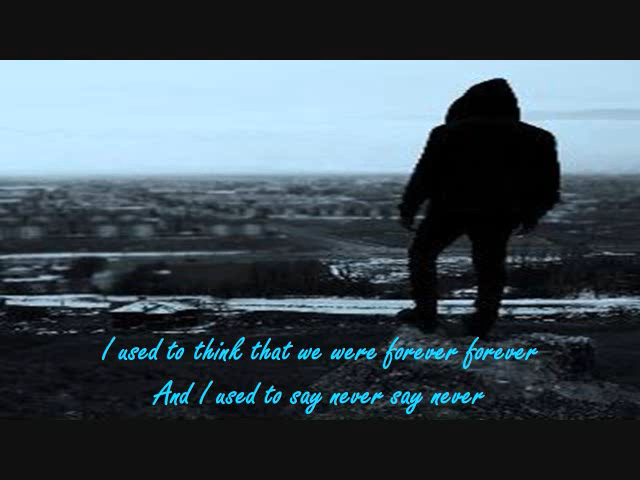 I used to think that we were forever forever
And I used to say never say never